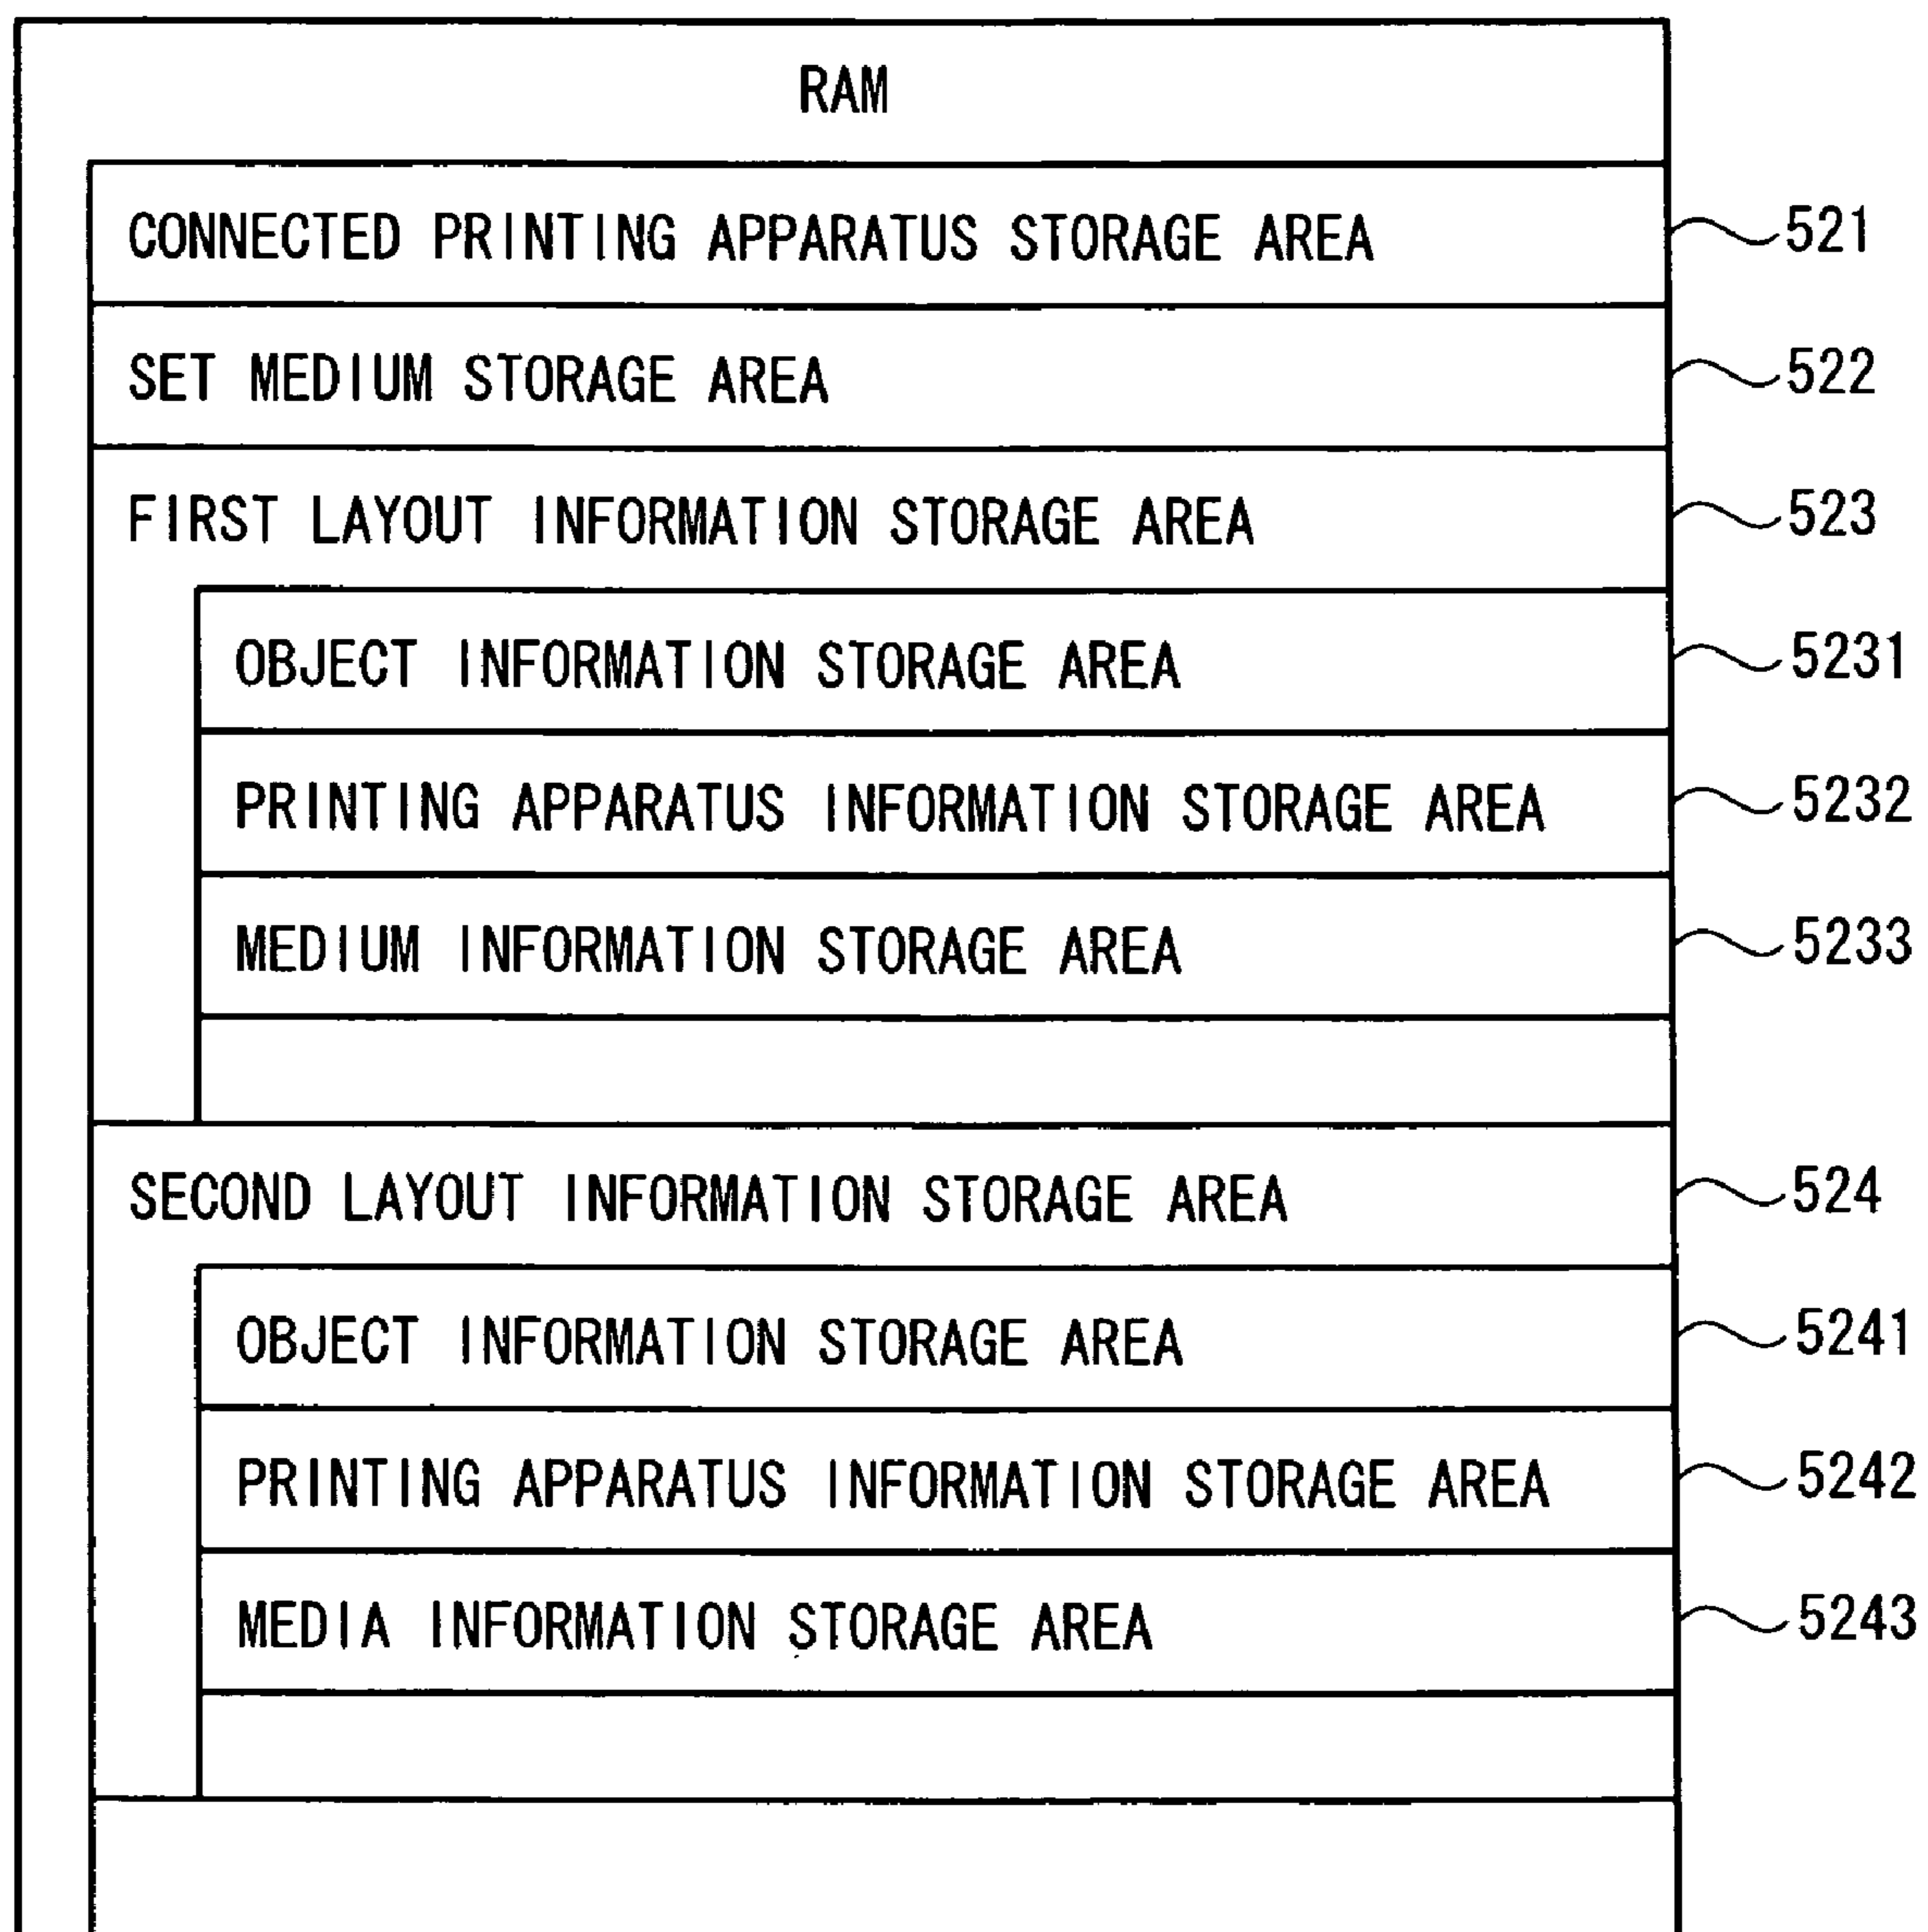 RAM
CONNECTED PRINTING APPARATUS STORAGE AREA 521
SET MEDIUM STORAGE AREA 522
FIRST LAYOUT INFORMATION STORAGE AREA 523
OBJECT INFORMATION STORAGE AREA 5231
PRINTING APPARATUS INFORMATION STORAGE AREA 5232
MEDIUM INFORMATION STORAGE AREA 5233
SECOND LAYOUT INFORMATION STORAGE AREA 524
OBJECT INFORMATION STORAGE AREA 5241
PRINTING APPARATUS INFORMATION STORAGE AREA 5242
MEDIA INFORMATION STORAGE AREA 5243